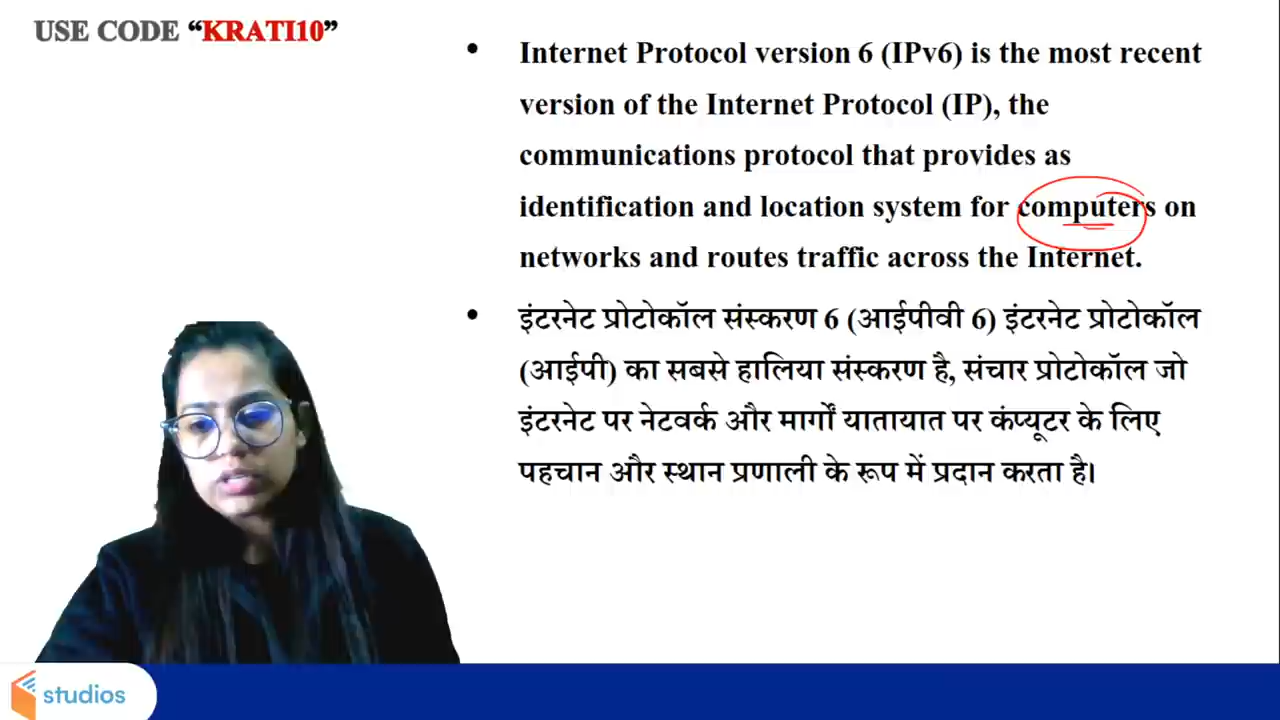 USE CODE “KRATI10”
• Internet Protocol version 6 (IPv6) is the most recent
version of the Internet Protocol (IP), the
communications protocol that provides as
identification and location system for computers on
networks and routes traffic across the Internet.
• इंटरनेट प्रोटोकॉल संस्करण 6 (आईपीवी 6) इंटरनेट प्रोटोकॉल
(आईपी) का सबसे हालिया संस्करण है, संचार प्रोटोकॉल जो
इंटरनेट पर नेटवर्क और मार्गों यातायात पर कंप्यूटर के लिए
पहचान और स्थान प्रणाली के रूप में प्रदान करता है।
studios